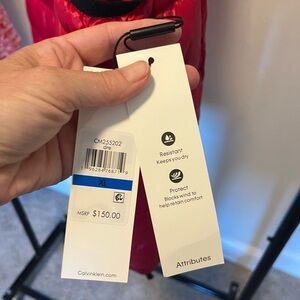 CM255202
dre
XL
MSRP $150.00
Calvinklein.com
Resistant
Keeps you dry
Protect
Blocks wind to
help retain comfort
Attributes